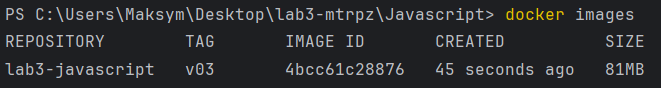 PS C:\Users\Maksym\Desktop\lab3-mtrpz\Javascript> docker images
REPOSITORY TAG IMAGE ID CREATED SIZE
lab3-javascript v03 4bcc61c28876 45 seconds ago 81MB